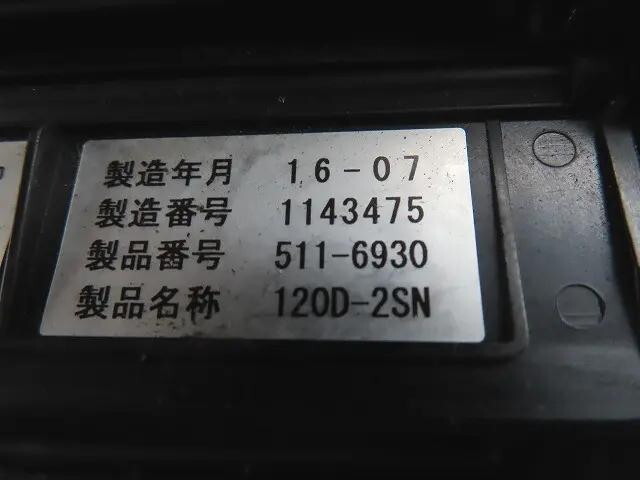 製造年月 16-07
製造番号 1143475
製品番号 511-6930
製品名称 120D-2SN